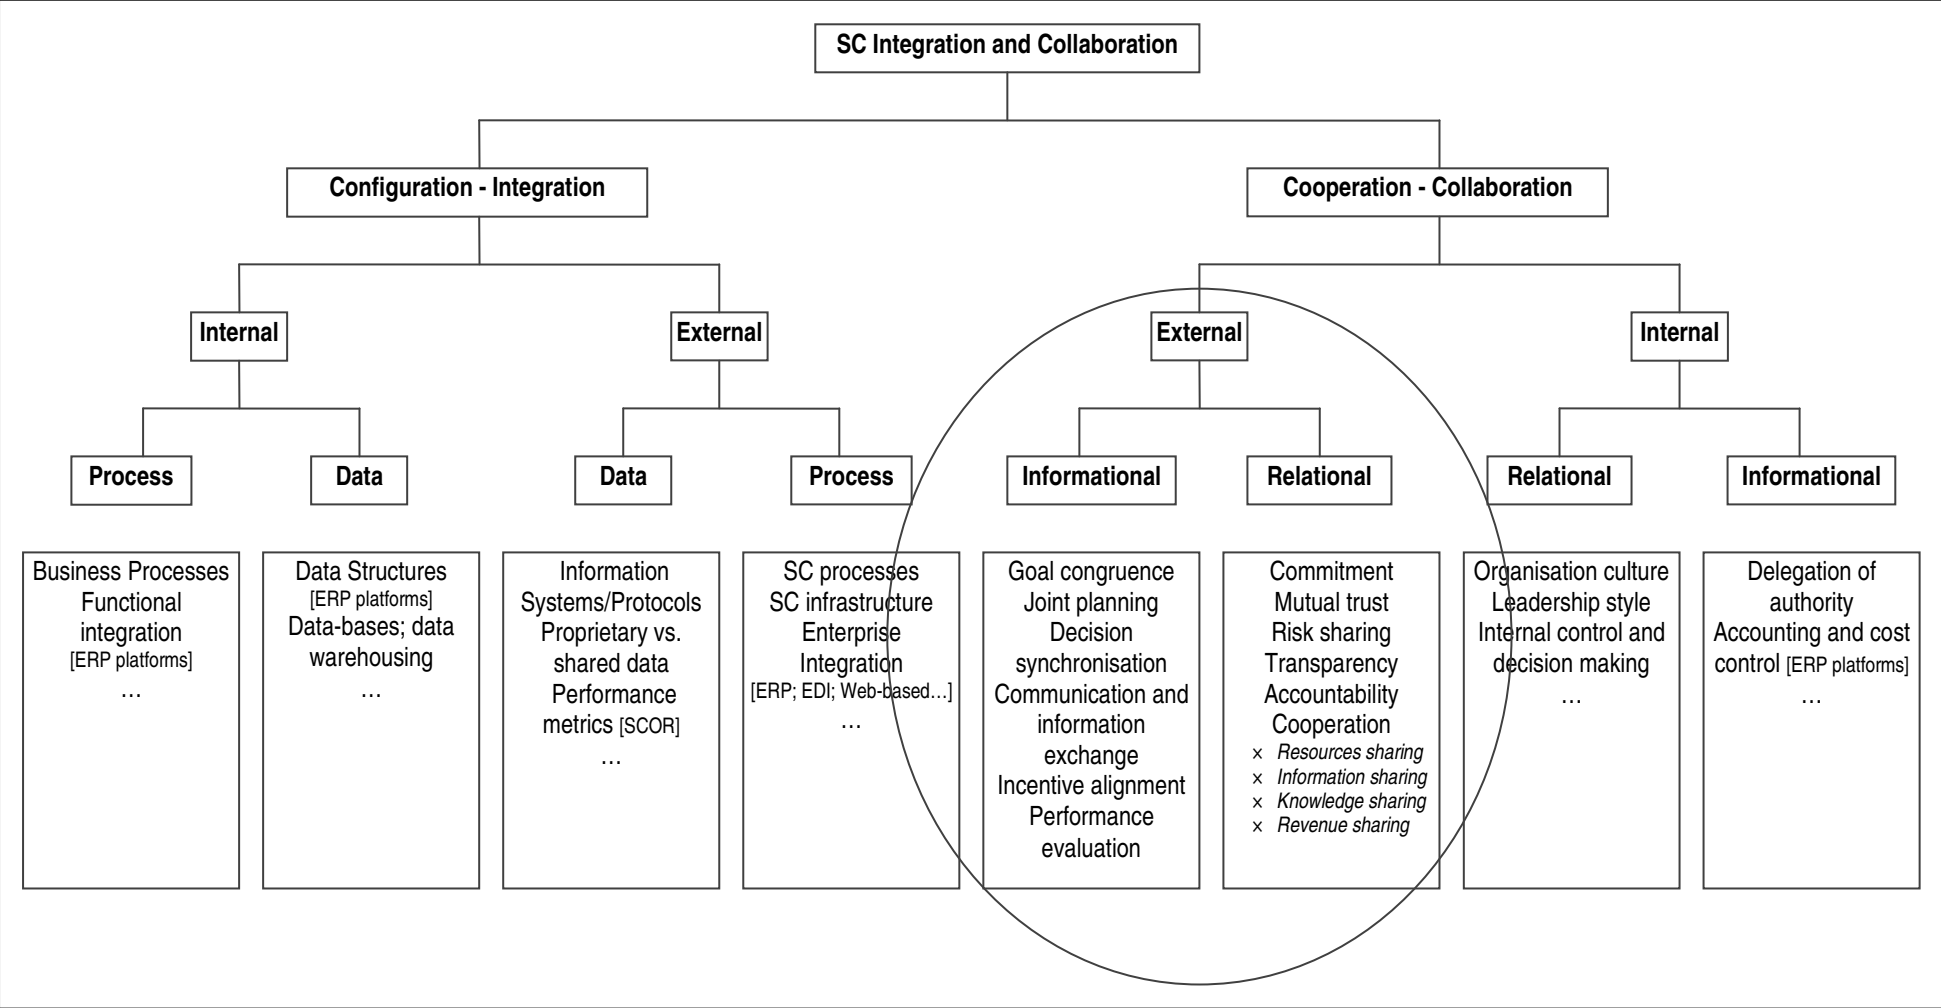 SC Integration and Collaboration
Configuration - Integration
Cooperation - Collaboration
Internal
External
External
Internal
Process
Data
Data
Process
Informational
Relational
Relational
Informational
Business Processes
Functional
integration
[ERP platforms]
…
Data Structures
[ERP platforms]
Data-bases; data
warehousing
…
Information
Systems/Protocols
Proprietary vs.
shared data
Performance
metrics [SCOR]
…
SC processes
SC infrastructure
Enterprise
Integration
[ERP; EDI; Web-based…]
…
Goal congruence
Joint planning
Decision
synchronisation
Communication and
information
exchange
Incentive alignment
Performance
evaluation
Commitment
Mutual trust
Risk sharing
Transparency
Accountability
Cooperation
× Resources sharing
× Information sharing
× Knowledge sharing
× Revenue sharing
Organisation culture
Leadership style
Internal control and
decision making
…
Delegation of
authority
Accounting and cost
control [ERP platforms]
…